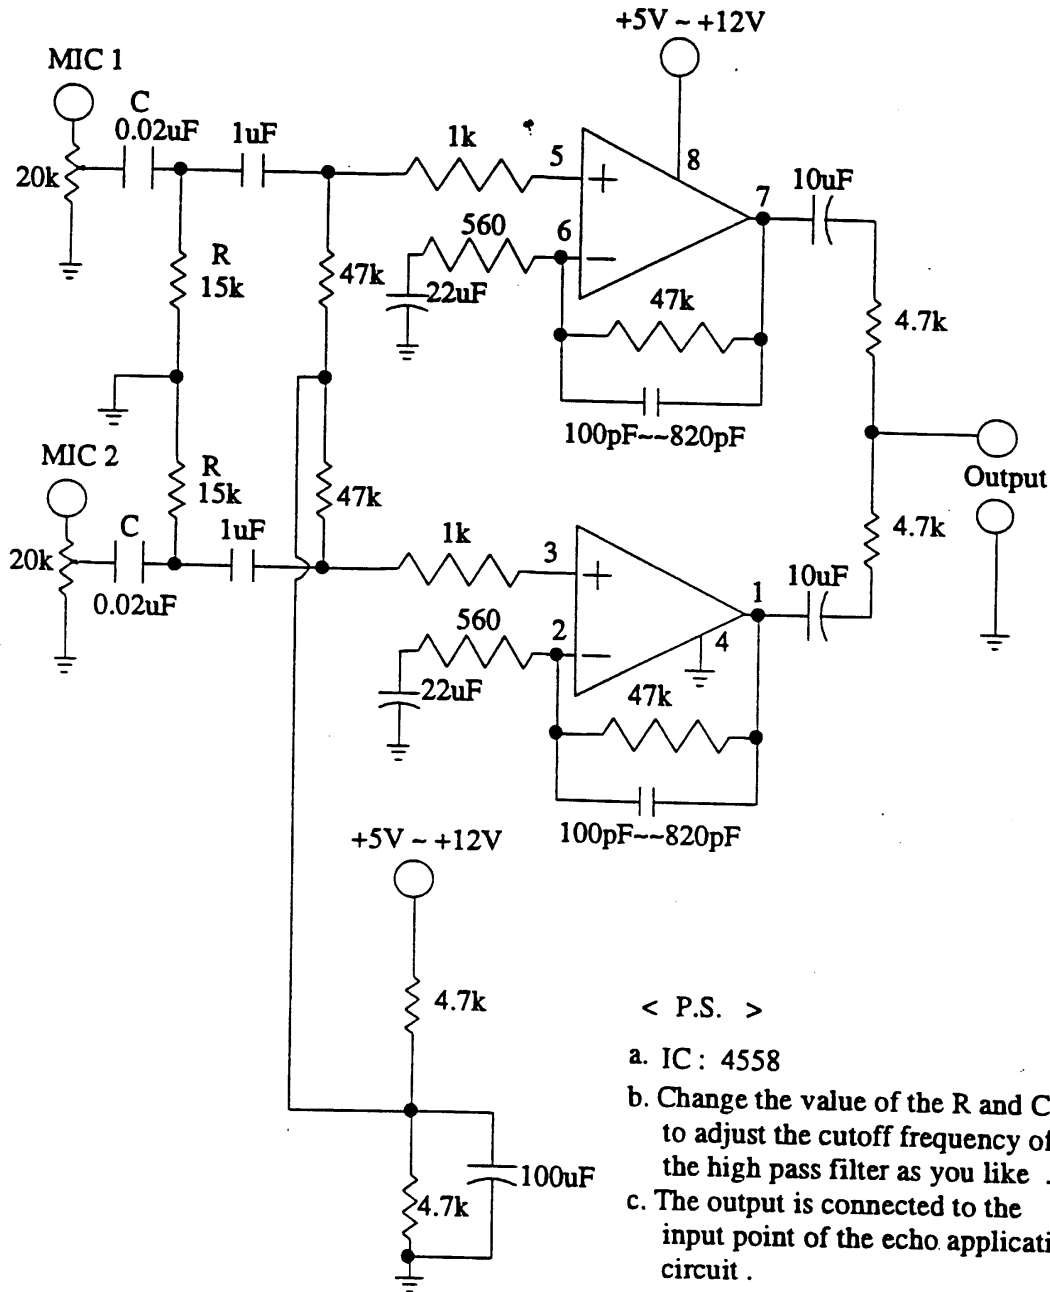 +5V ~ +12V
MIC 1
C
0.02uF
1uF
1k
20k
5
8
7
10uF
560
6
R
15k
47k
22uF
47k
4.7k
100pF~~820pF
MIC 2
R
15k
47k
Output
C
1uF
1k
3
4.7k
20k
0.02uF
10uF
1
560
2
4
22uF
47k
100pF~~820pF
+5V ~ +12V
4.7k
100uF
4.7k
< P.S. >
a. IC : 4558
b. Change the value of the R and C
to adjust the cutoff frequency of
the high pass filter as you like .
c. The output is connected to the
input point of the echo applicati
circuit .